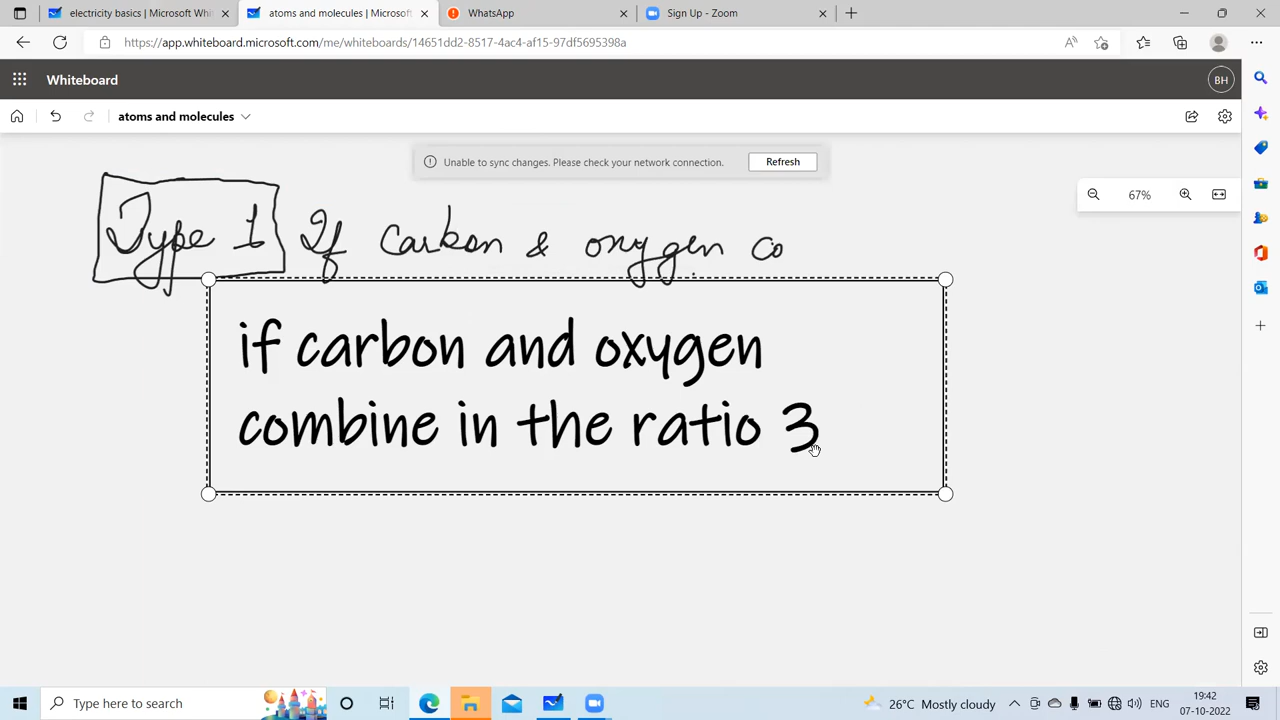 electricity basics | Microsoft Whi
atoms and molecules | Microsoft
WhatsApp
Sign Up - Zoom
https://app.whiteboard.microsoft.com/me/whiteboards/14651dd2-8517-4ac4-af15-97df5695398a
Whiteboard
BH
atoms and molecules
Unable to sync changes. Please check your network connection.
Refresh
67%
Type 1 If Carbon & oxygen co
if carbon and oxygen
combine in the ratio 3
Type here to search
26°C Mostly cloudy
ENG
19:42
07-10-2022